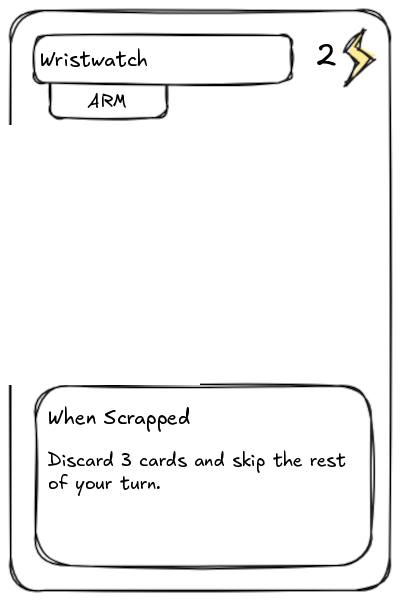 Wristwatch
2
ARM
When Scrapped
Discard 3 cards and skip the rest
of your turn.